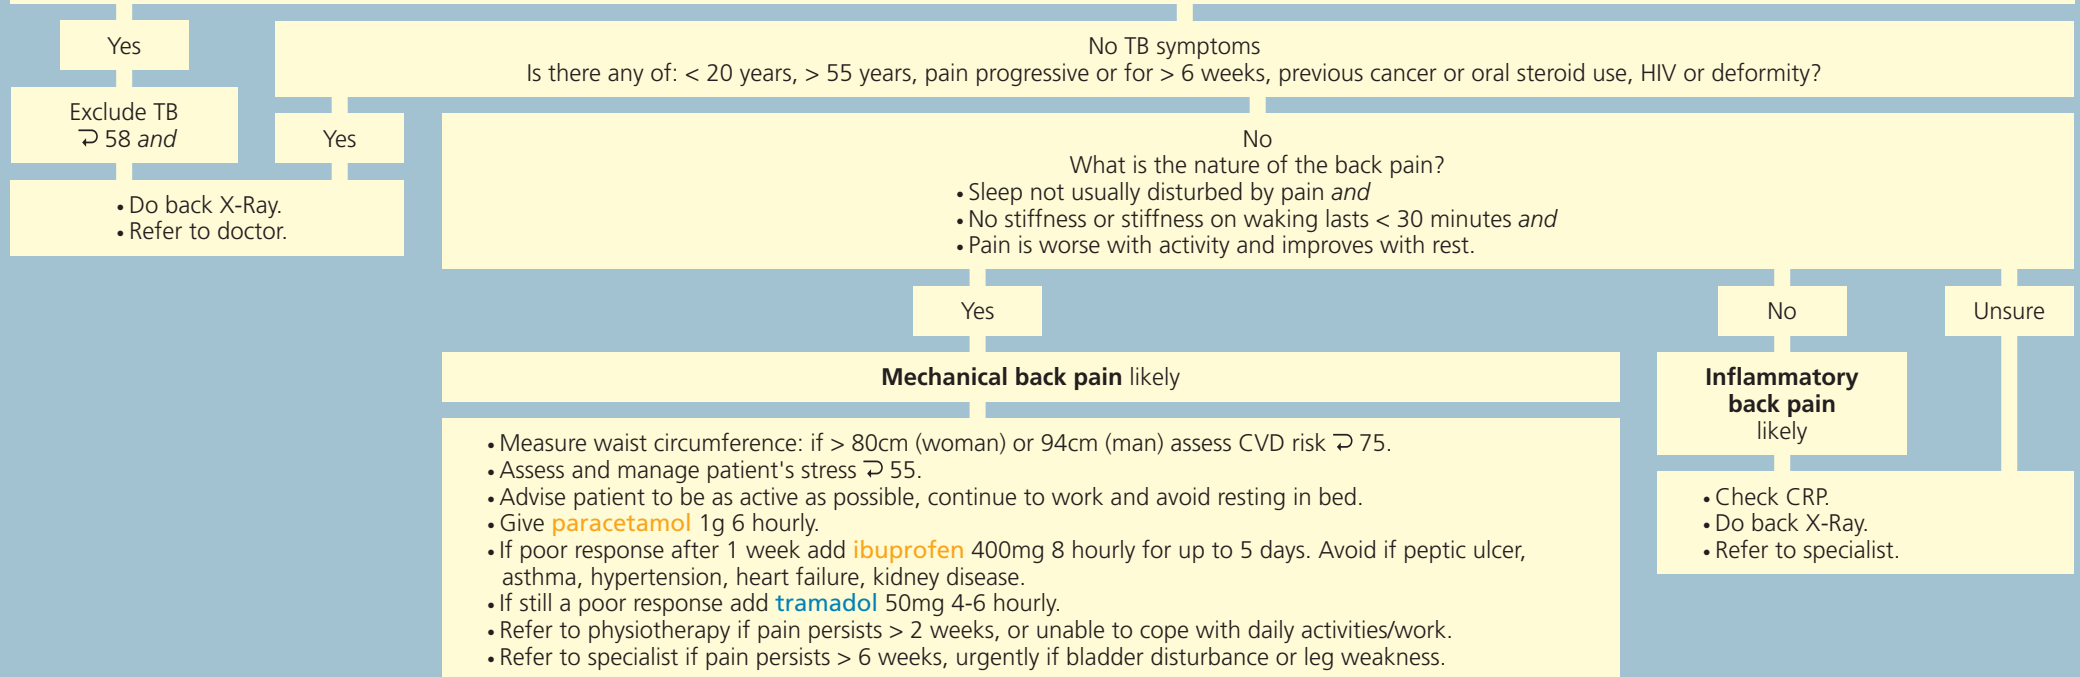 Yes
No TB symptoms
Is there any of: < 20 years, > 55 years, pain progressive or for > 6 weeks, previous cancer or oral steroid use, HIV or deformity?
Exclude TB
⮒ 58 and
Yes
• Do back X-Ray.
• Refer to doctor.
No
What is the nature of the back pain?
• Sleep not usually disturbed by pain and
• No stiffness or stiffness on waking lasts < 30 minutes and
• Pain is worse with activity and improves with rest.
Yes
No
Unsure
Mechanical back pain likely
• Measure waist circumference: if > 80cm (woman) or 94cm (man) assess CVD risk ⮒ 75.
• Assess and manage patient's stress ⮒ 55.
• Advise patient to be as active as possible, continue to work and avoid resting in bed.
• Give paracetamol 1g 6 hourly.
• If poor response after 1 week add ibuprofen 400mg 8 hourly for up to 5 days. Avoid if peptic ulcer,
asthma, hypertension, heart failure, kidney disease.
• If still a poor response add tramadol 50mg 4-6 hourly.
• Refer to physiotherapy if pain persists > 2 weeks, or unable to cope with daily activities/work.
• Refer to specialist if pain persists > 6 weeks, urgently if bladder disturbance or leg weakness.
Inflammatory
back pain
likely
• Check CRP.
• Do back X-Ray.
• Refer to specialist.